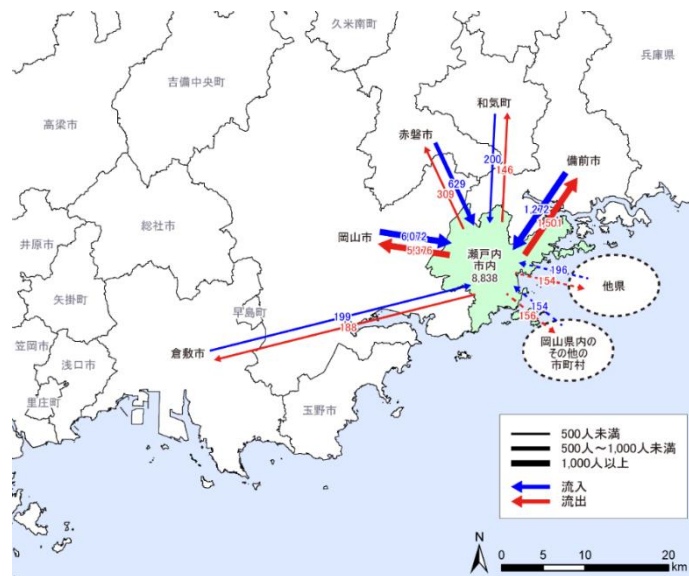 久米南町
兵庫県
吉備中央町
和気町
高梁市
赤磐市
備前市
200
146
629
309
1,272
1,501
総社市
岡山市
6,072
5,376
井原市
瀬戸内
市内
8,838
196
154
他県
矢掛町
早島町
199
188
154
156
笠岡市
浅口市
倉敷市
岡山県内の
その他の
市町村
里庄町
玉野市
500人未満
500人～1,000人未満
1,000人以上
流入
流出
N
0 5 10 20
km